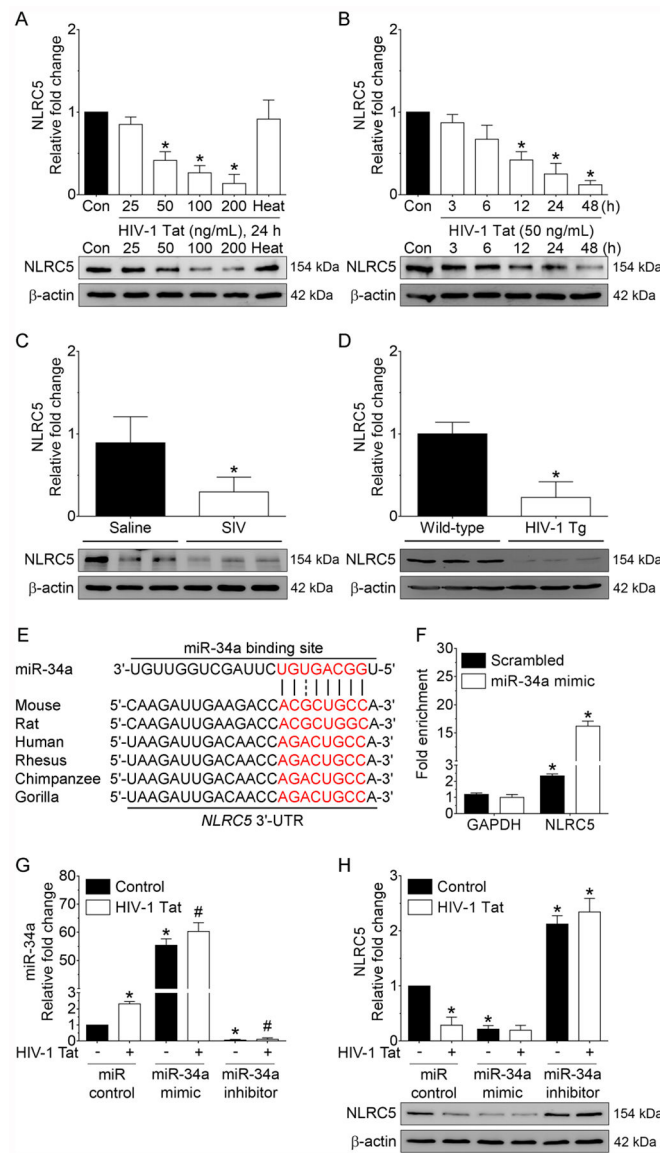 A
NLRC5
Relative fold change
2
1
0
* * *
Con 25 50 100 200 Heat
HIV-1 Tat (ng/mL), 24 h
Con 25 50 100 200 Heat
NLRC5 154 kDa
β-actin 42 kDa
B
NLRC5
Relative fold change
2
1
0
* * *
Con 3 6 12 24 48 (h)
HIV-1 Tat (50 ng/mL)
Con 3 6 12 24 48 (h)
NLRC5 154 kDa
β-actin 42 kDa
C
NLRC5
Relative fold change
2
1
0
*
Saline SIV
NLRC5 154 kDa
β-actin 42 kDa
D
NLRC5
Relative fold change
2
1
0
*
Wild-type HIV-1 Tg
NLRC5 154 kDa
β-actin 42 kDa
E
miR-34a binding site
miR-34a 3'-UGUUGGUCGAUUCUGUGACGGU-5'
Mouse 5'-CAAGAUUGAAGACCACGCUGCCA-3'
Rat 5'-UAAGAUUGAAGACCACGCUGGCA-3'
Human 5'-UAAGAUUGACAACCAGACUGCCA-3'
Rhesus 5'-UAAGAUUGACAACCAGACUGCCA-3'
Chimpanzee 5'-UAAGAUUGACAACCAGACUGCCA-3'
Gorilla 5'-UAAGAUUGACAACCAGACUGCCA-3'
NLRC5 3'-UTR
F
Fold enrichment
30
25
20
15
3
2
1
0
Scrambled
miR-34a mimic
* *
GAPDH NLRC5
G
miR-34a
Relative fold change
80
70
60
50
3
2
1
0
Control
HIV-1 Tat
* * # * #
HIV-1 Tat - + - + - +
miR control
miR-34a mimic
miR-34a inhibitor
H
NLRC5
Relative fold change
3
2
1
0
Control
HIV-1 Tat
* * * *
HIV-1 Tat - + - + - +
miR control
miR-34a mimic
miR-34a inhibitor
NLRC5 154 kDa
β-actin 42 kDa